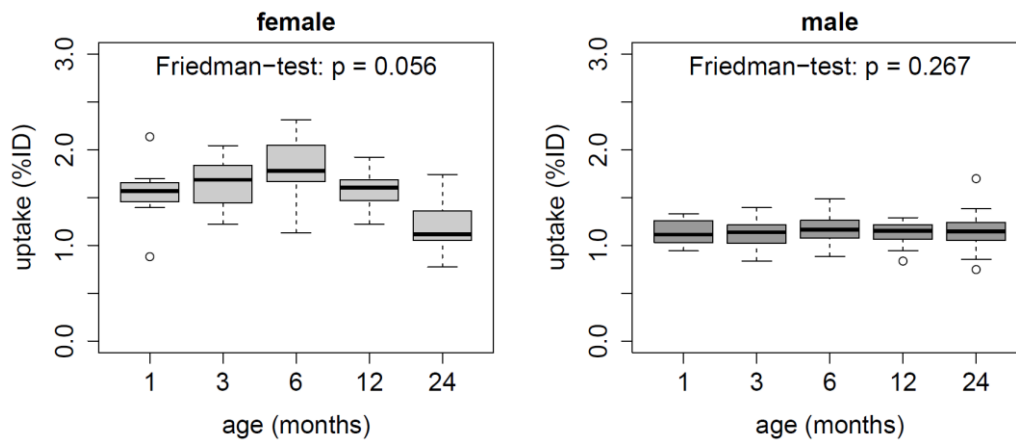 female
Friedman−test: p = 0.056
3.0
2.0
1.0
0.0
uptake (%ID)
1 3 6 12 24
age (months)
male
Friedman−test: p = 0.267
3.0
2.0
1.0
0.0
uptake (%ID)
1 3 6 12 24
age (months)